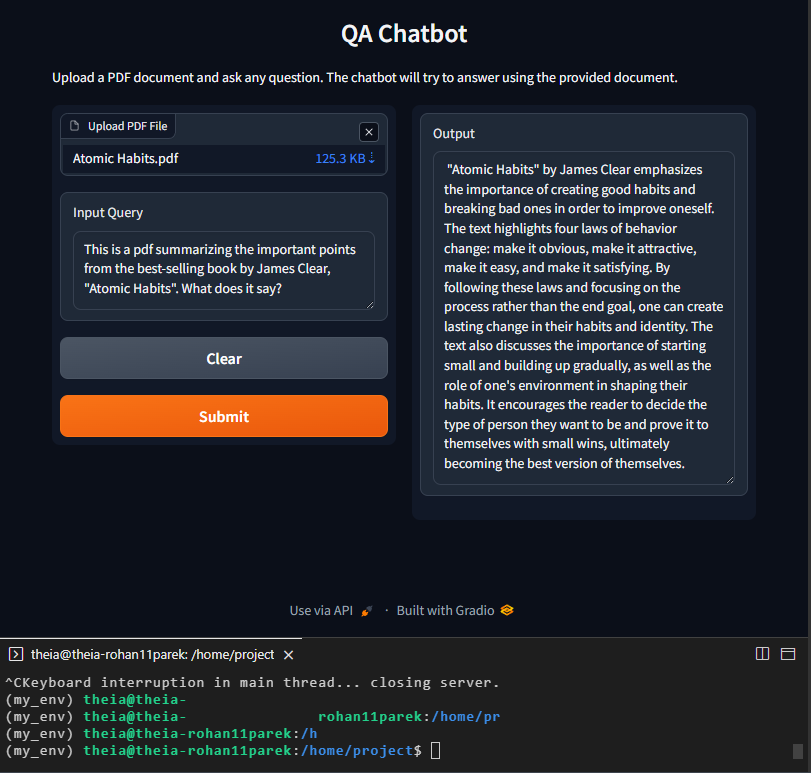 QA Chatbot
Upload a PDF document and ask any question. The chatbot will try to answer using the provided document.
Upload PDF File
Atomic Habits.pdf 125.3 KB ↓
Input Query
This is a pdf summarizing the important points
from the best-selling book by James Clear,
"Atomic Habits". What does it say?
Clear
Submit
Output
"Atomic Habits" by James Clear emphasizes
the importance of creating good habits and
breaking bad ones in order to improve oneself.
The text highlights four laws of behavior
change: make it obvious, make it attractive,
make it easy, and make it satisfying. By
following these laws and focusing on the
process rather than the end goal, one can create
lasting change in their habits and identity. The
text also discusses the importance of starting
small and building up gradually, as well as the
role of one's environment in shaping their
habits. It encourages the reader to decide the
type of person they want to be and prove it to
themselves with small wins, ultimately
becoming the best version of themselves.
Use via API · Built with Gradio
theia@theia-rohan11parek: /home/project
^CKeyboard interruption in main thread... closing server.
(my_env) theia@theia-
(my_env) theia@theia- rohan11parek:/home/pr
(my_env) theia@theia-rohan11parek:/h
(my_env) theia@theia-rohan11parek:/home/project$